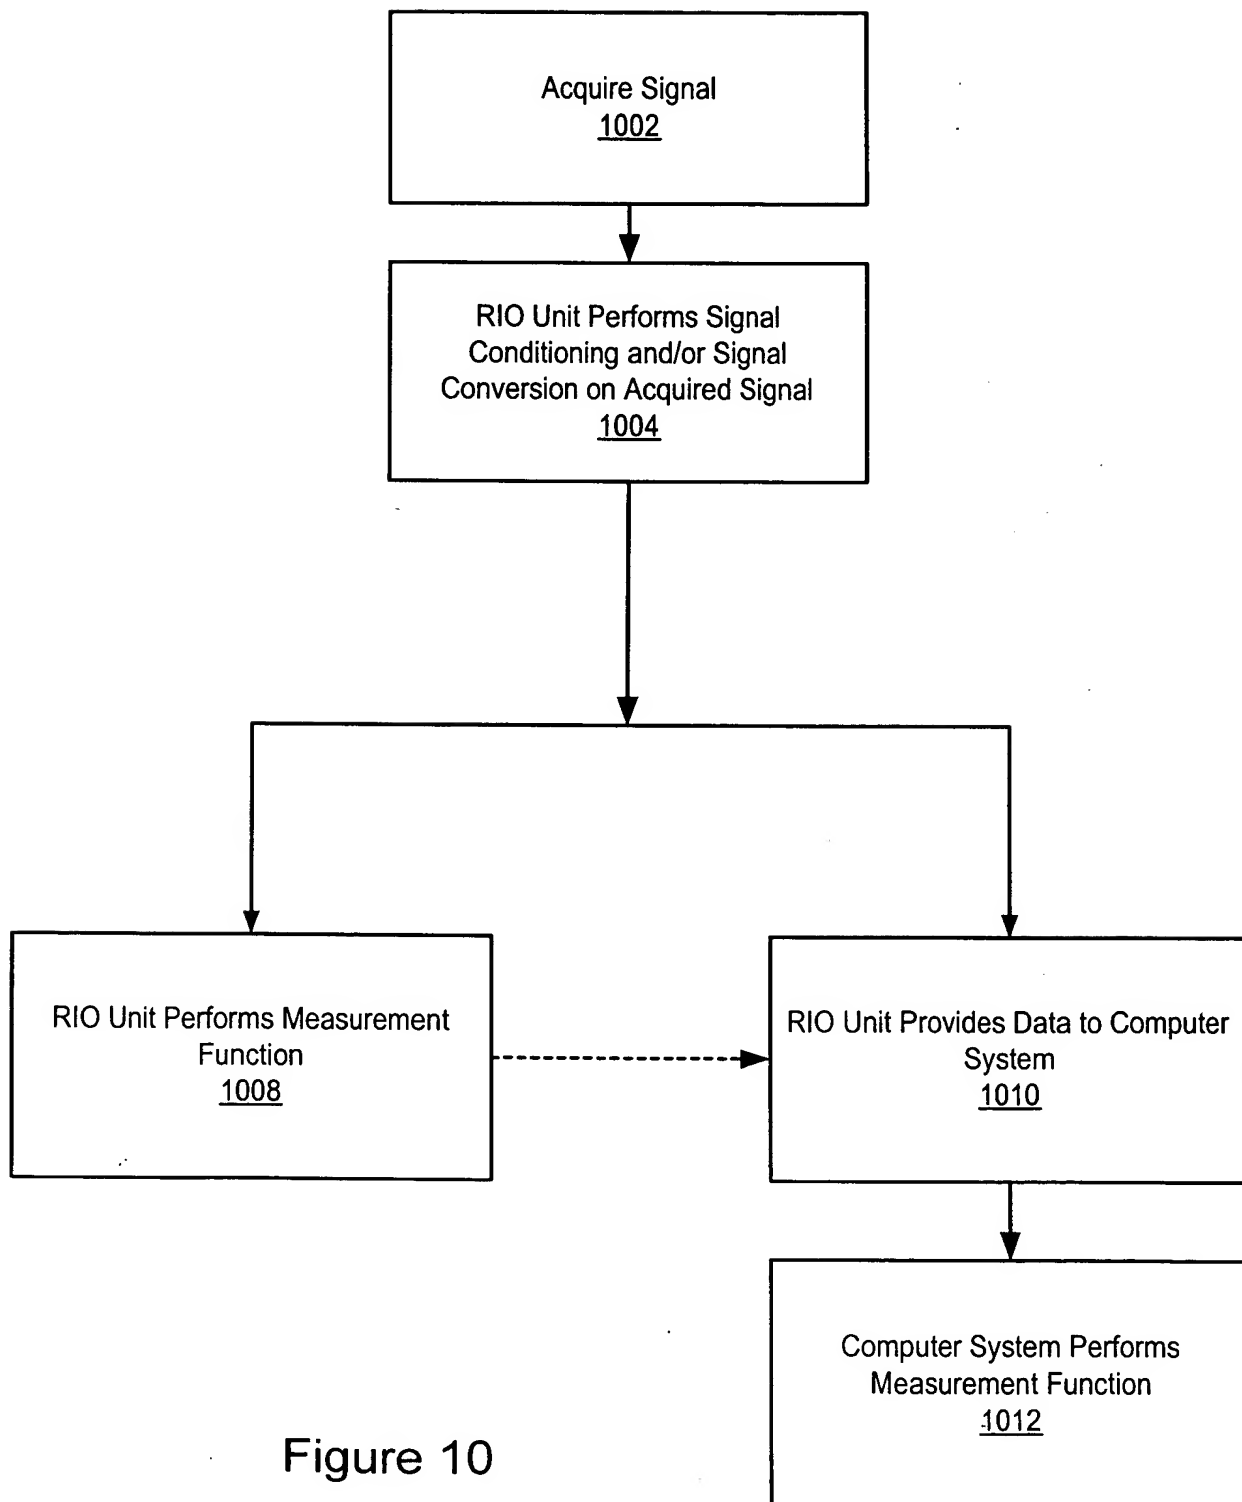 Acquire Signal
1002
RIO Unit Performs Signal
Conditioning and/or Signal
Conversion on Acquired Signal
1004
RIO Unit Performs Measurement
Function
1008
RIO Unit Provides Data to Computer
System
1010
Computer System Performs
Measurement Function
1012
Figure 10